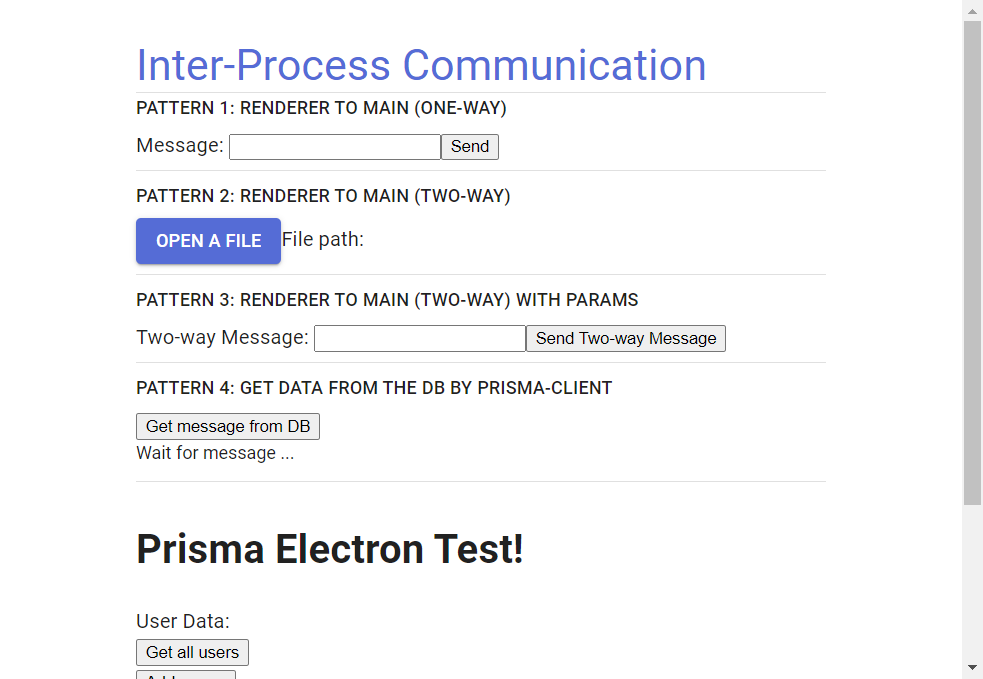 Inter-Process Communication
PATTERN 1: RENDERER TO MAIN (ONE-WAY)
Message: Send
PATTERN 2: RENDERER TO MAIN (TWO-WAY)
OPEN A FILE File path:
PATTERN 3: RENDERER TO MAIN (TWO-WAY) WITH PARAMS
Two-way Message: Send Two-way Message
PATTERN 4: GET DATA FROM THE DB BY PRISMA-CLIENT
Get message from DB
Wait for message ...
Prisma Electron Test!
User Data:
Get all users